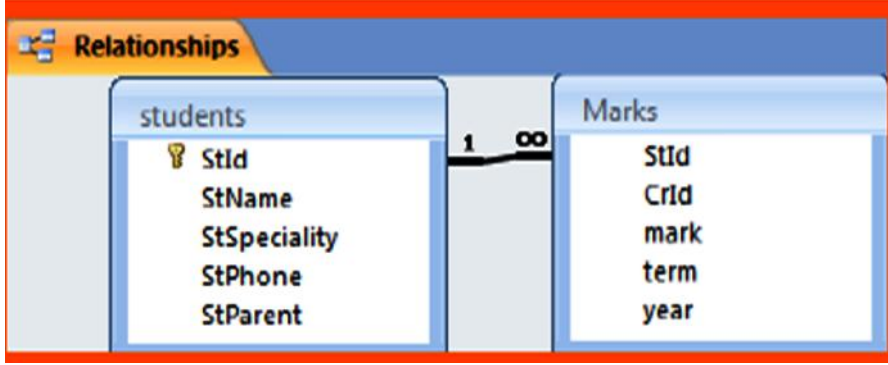 Relationships
students
StId
StName
StSpeciality
StPhone
StParent
1 ∞
Marks
StId
CrId
mark
term
year